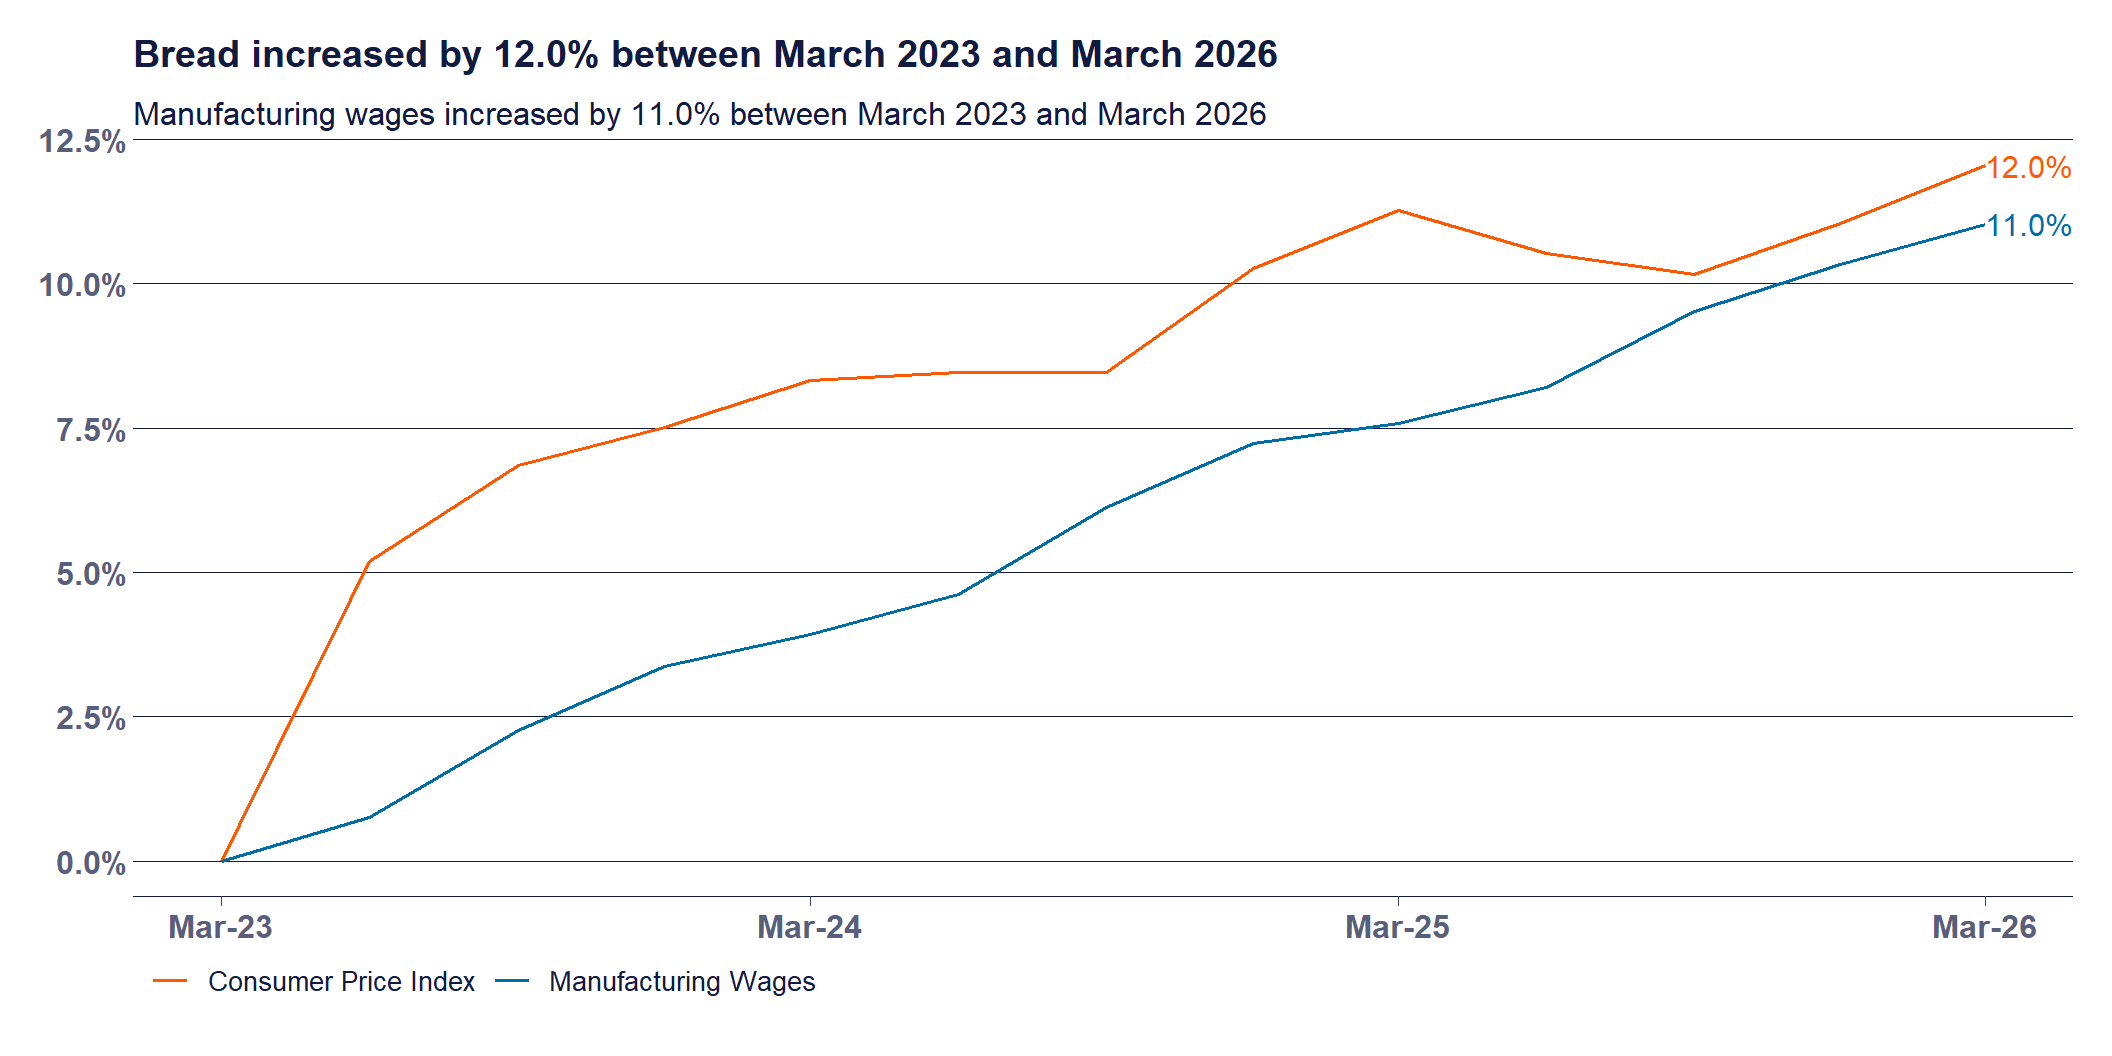 Bread increased by 12.0% between March 2023 and March 2026
Manufacturing wages increased by 11.0% between March 2023 and March 2026
12.5%
10.0%
7.5%
5.0%
2.5%
0.0%
12.0%
11.0%
Mar-23 Mar-24 Mar-25 Mar-26
Consumer Price Index Manufacturing Wages